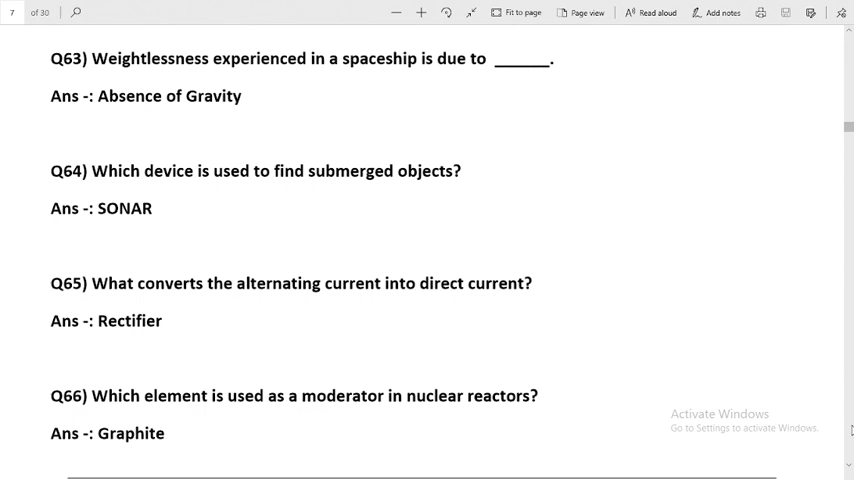 7 of 30 Fit to page Page view Read aloud Add notes
Q63) Weightlessness experienced in a spaceship is due to ______.
Ans -: Absence of Gravity
Q64) Which device is used to find submerged objects?
Ans -: SONAR
Q65) What converts the alternating current into direct current?
Ans -: Rectifier
Q66) Which element is used as a moderator in nuclear reactors?
Activate Windows
Go to Settings to activate Windows.
Ans -: Graphite